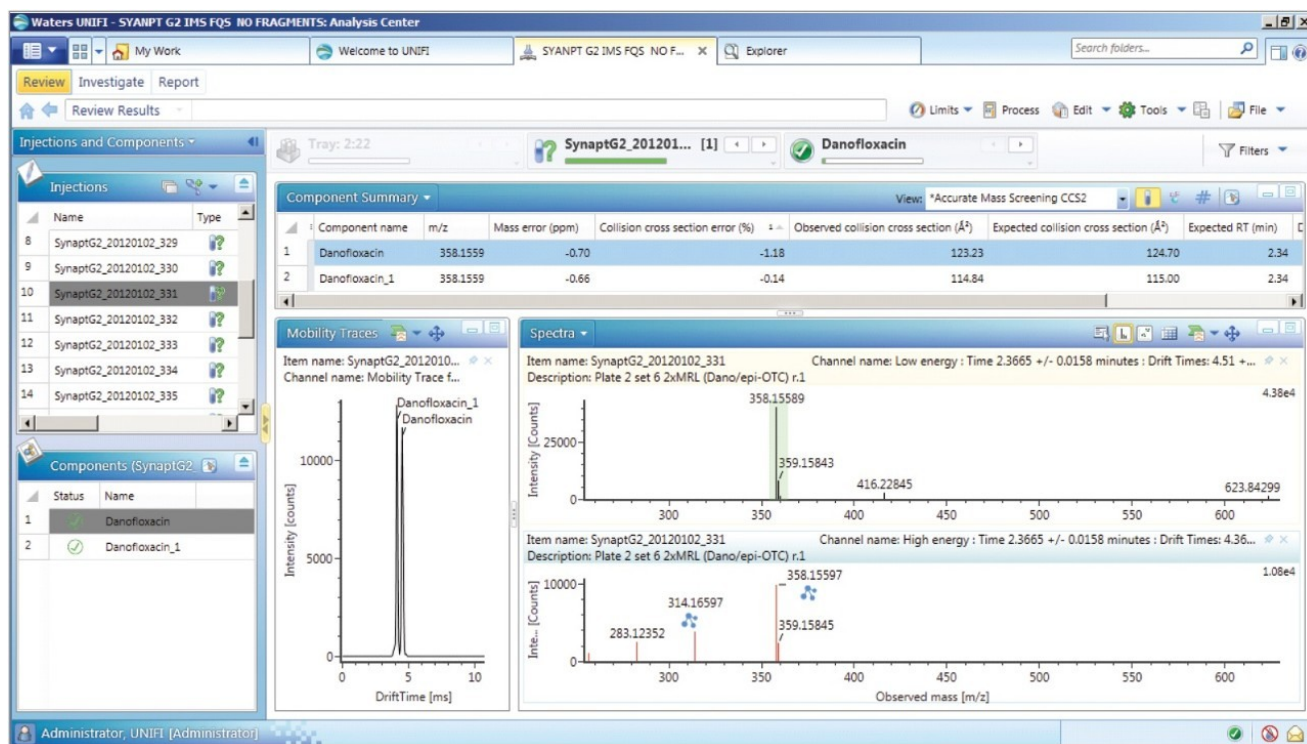 Waters UNIFI - SYANPT G2 IMS FQS NO FRAGMENTS: Analysis Center
My Work
Welcome to UNIFI
SYANPT G2 IMS FQS NO F...
Explorer
Search folders...
Review Investigate Report
Review Results
Limits Process Edit Tools File
Injections and Components
Tray: 2:22
SynaptG2_201201... [1]
Danofloxacin
Filters
Injections
Name Type
8 SynaptG2_20120102_329
9 SynaptG2_20120102_330
10 SynaptG2_20120102_331
11 SynaptG2_20120102_332
12 SynaptG2_20120102_333
13 SynaptG2_20120102_334
14 SynaptG2_20120102_335
Components (SynaptG2
Status Name
1 Danofloxacin
2 Danofloxacin_1
Component Summary
View: *Accurate Mass Screening CCS2
Component name m/z Mass error (ppm) Collision cross section error (%) Observed collision cross section (Å²) Expected collision cross section (Å²) Expected RT (min) D
1 Danofloxacin 358.1559 -0.70 -1.18 123.23 124.70 2.34
2 Danofloxacin_1 358.1559 -0.66 -0.14 114.84 115.00 2.34
Mobility Traces
Item name: SynaptG2_2012010...
Channel name: Mobility Trace f...
Danofloxacin_1
Danofloxacin
10000
5000
0
Intensity [counts]
0 5 10
DriftTime [ms]
Spectra
Item name: SynaptG2_20120102_331 Channel name: Low energy : Time 2.3665 +/- 0.0158 minutes : Drift Times: 4.51 +...
Description: Plate 2 set 6 2xMRL (Dano/epi-OTC) r.1
358.15589
4.38e4
25000
0
Intensity [Counts]
359.15843
416.22845
623.84299
300 350 400 450 500 550 600
Item name: SynaptG2_20120102_331 Channel name: High energy : Time 2.3665 +/- 0.0158 minutes : Drift Times: 4.36...
Description: Plate 2 set 6 2xMRL (Dano/epi-OTC) r.1
1.08e4
10000
0
Inte... [Counts]
358.15597
314.16597
359.15845
283.12352
300 350 400 450 500 550 600
Observed mass [m/z]
Administrator, UNIFI [Administrator]